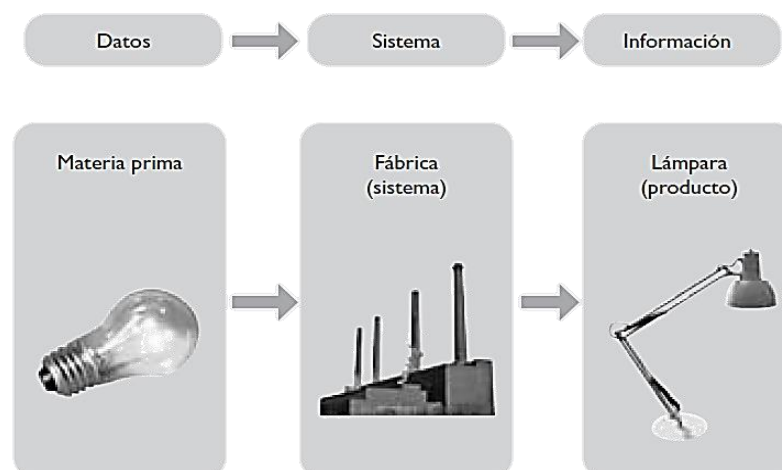 Datos
Sistema
Información
Materia prima
Fábrica
(sistema)
Lámpara
(producto)